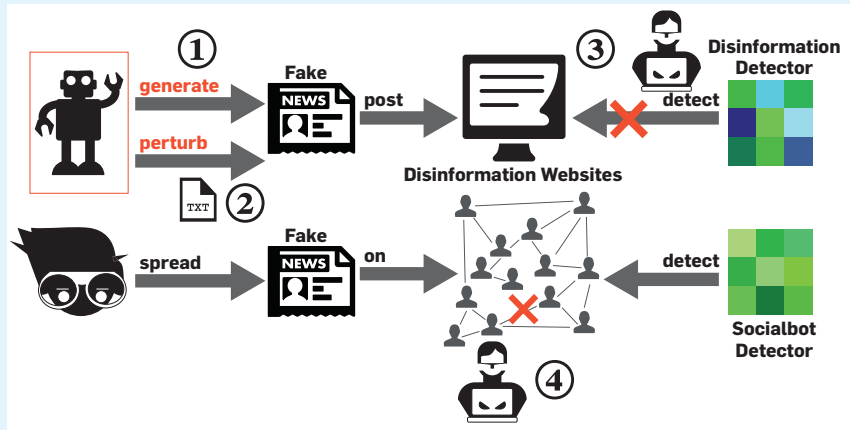 ①
generate
perturb
TXT
②
Fake
NEWS
post
③
Disinformation
Detector
detect
Disinformation Websites
spread
Fake
NEWS
on
detect
Socialbot
Detector
④